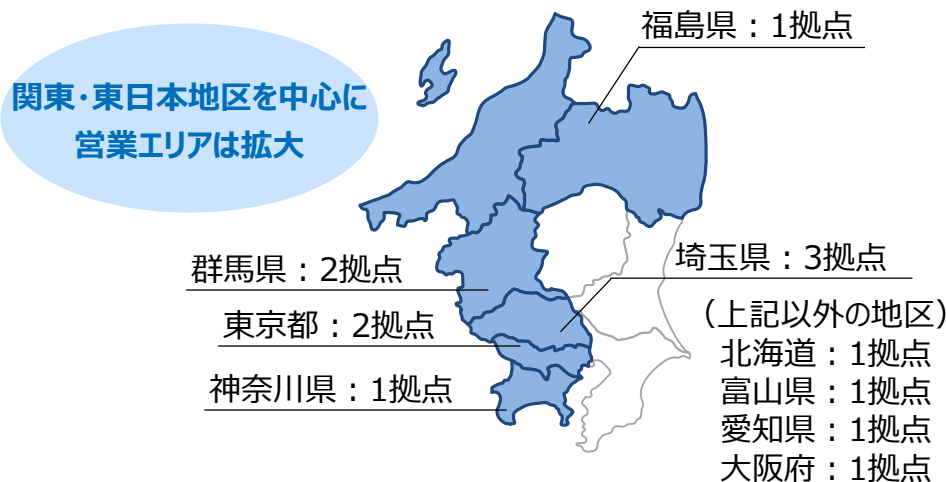 関東・東日本地区を中心に
営業エリアは拡大
福島県：1拠点
群馬県：2拠点
埼玉県：3拠点
東京都：2拠点
神奈川県：1拠点
（上記以外の地区）
北海道：1拠点
富山県：1拠点
愛知県：1拠点
大阪府：1拠点